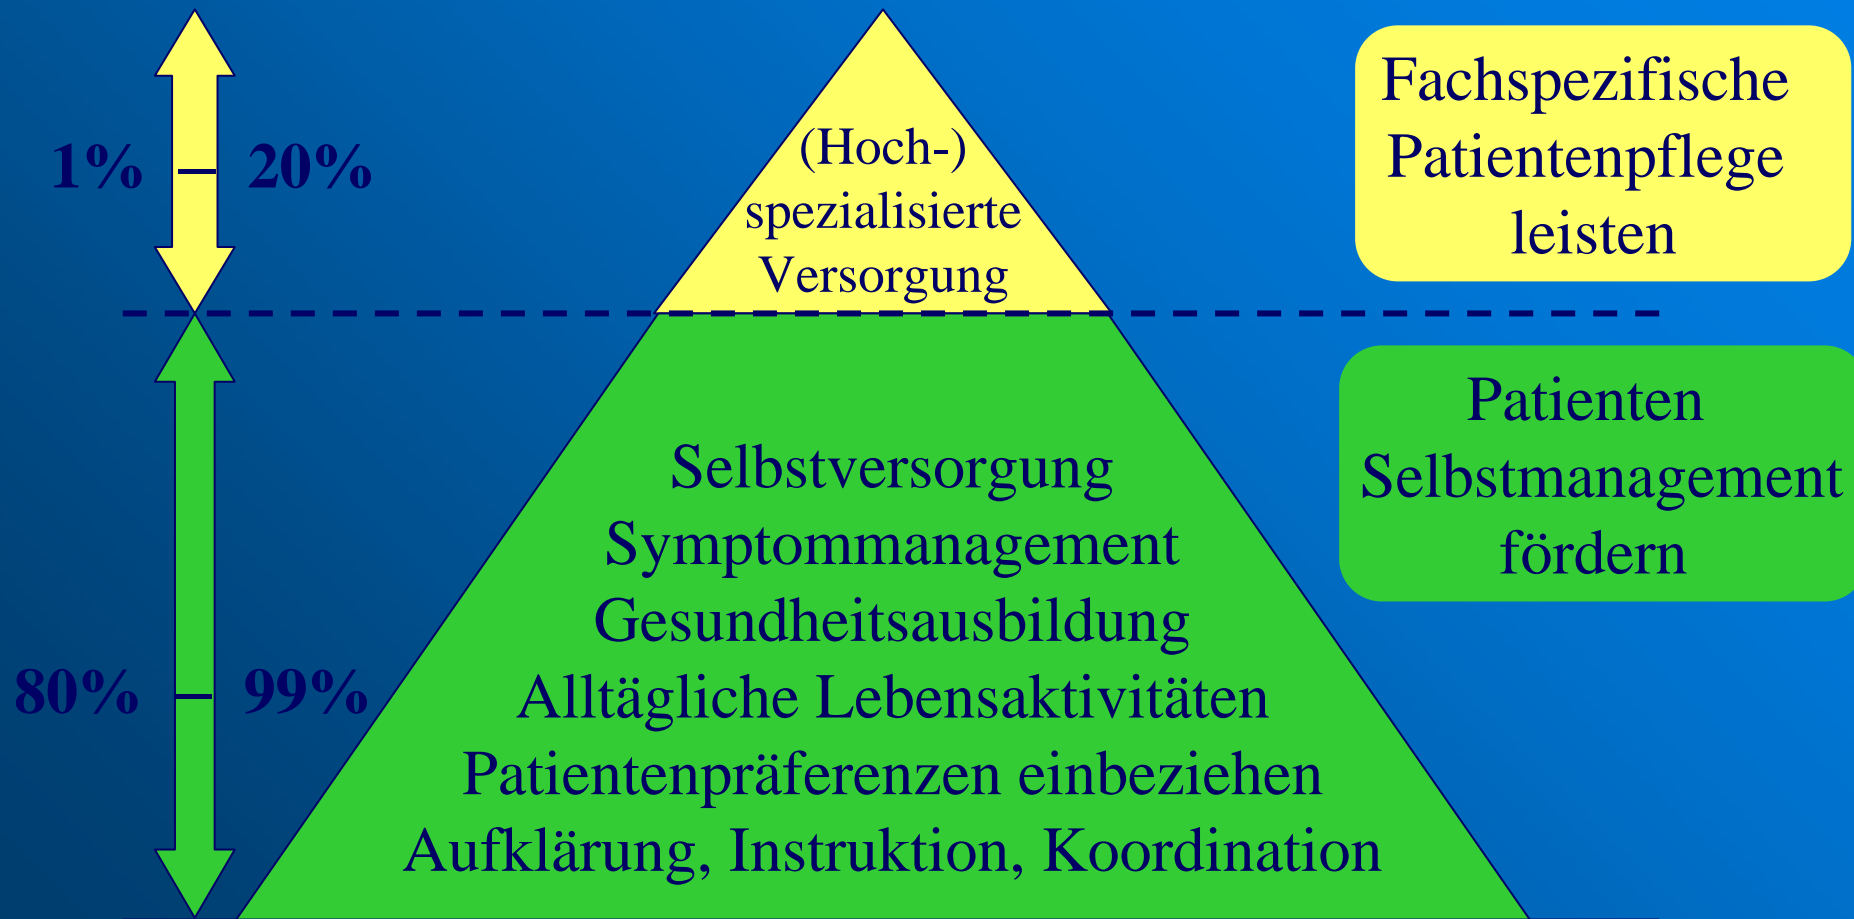 1% – 20%
(Hoch-)
spezialisierte
Versorgung
Fachspezifische
Patientenpflege
leisten
Patienten
Selbstmanagement
fördern
80% – 99%
Selbstversorgung
Symptommanagement
Gesundheitsausbildung
Alltägliche Lebensaktivitäten
Patientenpräferenzen einbeziehen
Aufklärung, Instruktion, Koordination